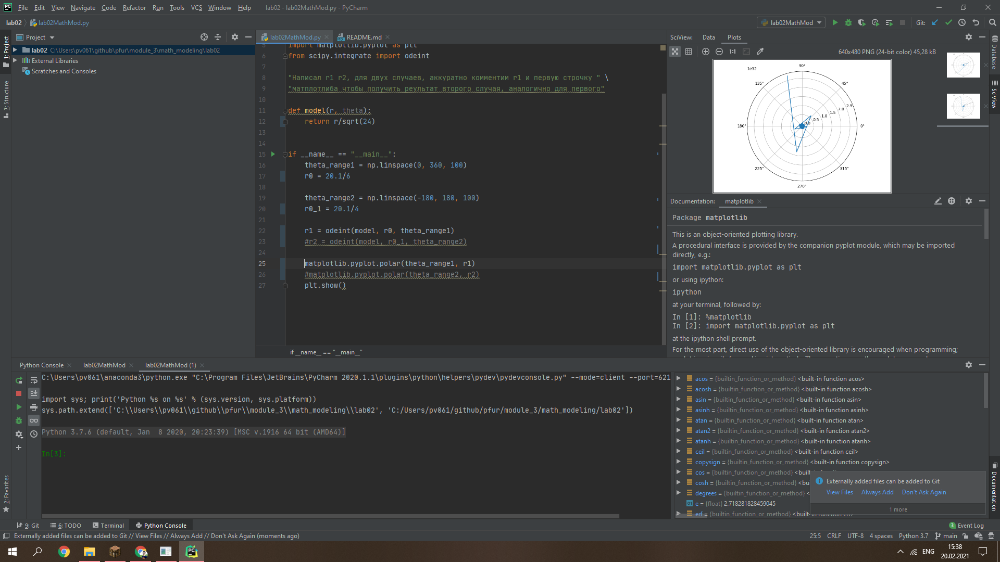 File Edit View Navigate Code Refactor Run Tools VCS Window Help lab02 - lab02MathMod.py - PyCharm
lab02 lab02MathMod.py
lab02MathMod Git:
1: Project
7: Structure
2: Favorites
Project
lab02 C:\Users\pv061\github\pfur\module_3\math_modeling\lab02
External Libraries
Scratches and Consoles
lab02MathMod.py README.md
5 import matplotlib.pyplot as plt
6 from scipy.integrate import odeint
7
8 "Написал r1 r2, для двух случаев, аккуратно комментим r1 и первую строчку " \
9 "матплотлиба чтобы получить реультат второго случая, аналогично для первого"
10
11 def model(r, theta):
12 return r/sqrt(24)
13
14
15 if __name__ == "__main__":
16 theta_range1 = np.linspace(0, 360, 100)
17 r0 = 20.1/6
18
19 theta_range2 = np.linspace(-180, 180, 100)
20 r0_1 = 20.1/4
21
22 r1 = odeint(model, r0, theta_range1)
23 #r2 = odeint(model, r0_1, theta_range2)
24
25 matplotlib.pyplot.polar(theta_range1, r1)
26 #matplotlib.pyplot.polar(theta_range2, r2)
27 plt.show()
if __name__ == "__main__"
SciView: Data Plots
1:1 640x480 PNG (24-bit color) 45,28 kB
1e32
90°
135° 45°
2.5
2.0
1.5
1.0
0.5
0.0
180° 0°
225° 315°
270°
Documentation: matplotlib
Package matplotlib
This is an object-oriented plotting library.
A procedural interface is provided by the companion pyplot module, which may be imported
directly, e.g.:
import matplotlib.pyplot as plt
or using ipython:
ipython
at your terminal, followed by:
In [1]: %matplotlib
In [2]: import matplotlib.pyplot as plt
at the ipython shell prompt.
For the most part, direct use of the object-oriented library is encouraged when programming;
Database
SciView
Documentation
Python Console lab02MathMod lab02MathMod (1)
C:\Users\pv061\anaconda3\python.exe "C:\Program Files\JetBrains\PyCharm 2020.1.1\plugins\python\helpers\pydev\pydevconsole.py" --mode=client --port=621
import sys; print('Python %s on %s' % (sys.version, sys.platform))
sys.path.extend(['C:\\Users\\pv061\\github\\pfur\\module_3\\math_modeling\\lab02', 'C:/Users/pv061/github/pfur/module_3/math_modeling/lab02'])
Python 3.7.6 (default, Jan 8 2020, 20:23:39) [MSC v.1916 64 bit (AMD64)]
In[3]:
acos = {builtin_function_or_method} <built-in function acos>
acosh = {builtin_function_or_method} <built-in function acosh>
asin = {builtin_function_or_method} <built-in function asin>
asinh = {builtin_function_or_method} <built-in function asinh>
atan = {builtin_function_or_method} <built-in function atan>
atan2 = {builtin_function_or_method} <built-in function atan2>
atanh = {builtin_function_or_method} <built-in function atanh>
ceil = {builtin_function_or_method} <built-in function ceil>
copysign = {builtin_function_or_method} <built-in function copysign>
cos = {builtin_function_or_method} <built-in
cosh = {builtin_function_or_method} <bu
degrees = {builtin_function_or_method} <
e = {float} 2.718281828459045
erf = {builtin_function_or_method} <built-in function erf>
Externally added files can be added to Git
View Files Always Add Don't Ask Again
1 more
9: Git 6: TODO Terminal Python Console 3 Event Log
Externally added files can be added to Git // View Files // Always Add // Don't Ask Again (moments ago) 25:5 CRLF UTF-8 4 spaces Python 3.7 main
ENG 15:38
20.02.2021